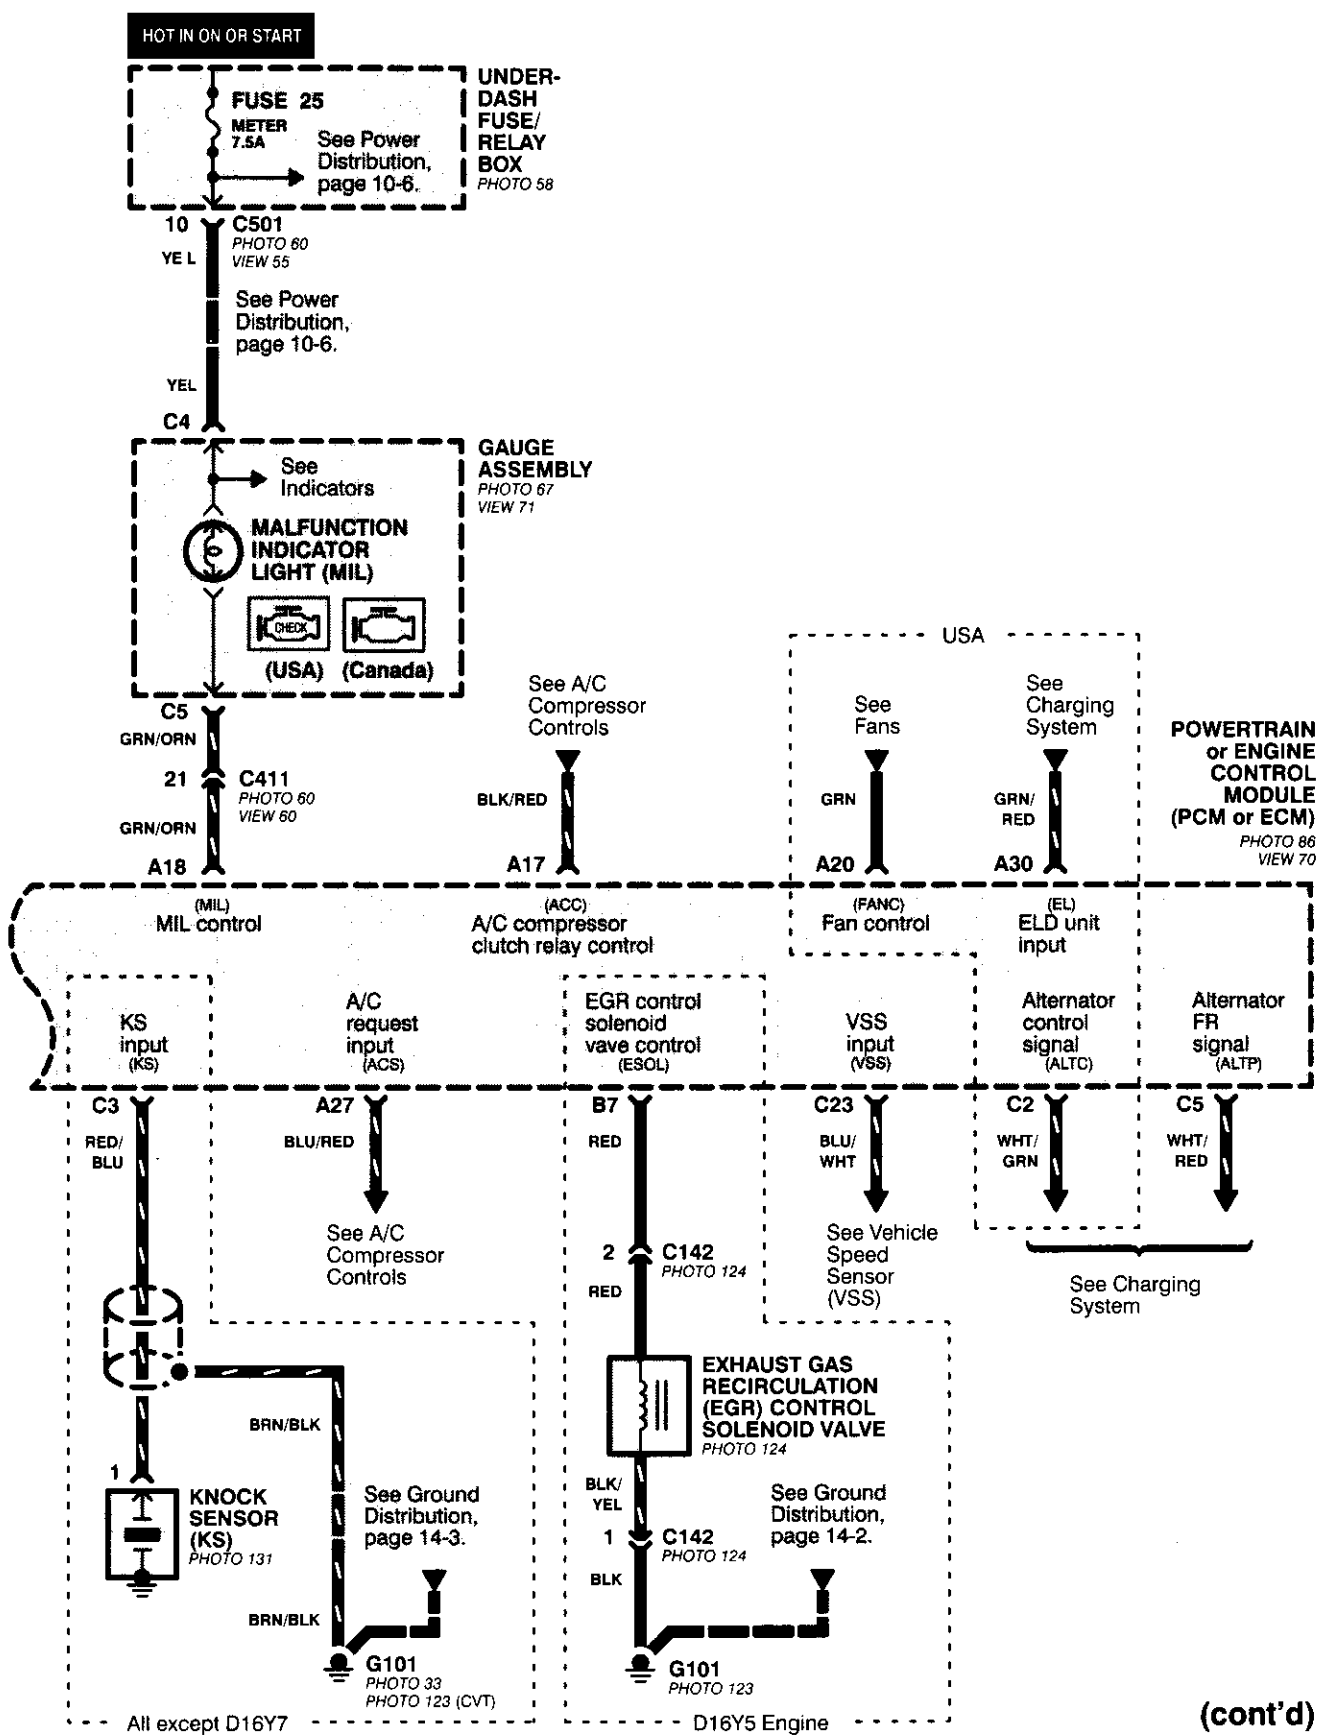 HOT IN ON OR START
FUSE 25
METER
7.5A
See Power
Distribution,
page 10-6.
UNDER-
DASH
FUSE/
RELAY
BOX
PHOTO 58
10
C501
PHOTO 60
VIEW 55
YE L
See Power
Distribution,
page 10-6.
YEL
C4
See
Indicators
GAUGE
ASSEMBLY
PHOTO 67
VIEW 71
MALFUNCTION
INDICATOR
LIGHT (MIL)
CHECK
(USA)
(Canada)
C5
GRN/ORN
21
C411
PHOTO 60
VIEW 60
GRN/ORN
A18
See A/C
Compressor
Controls
BLK/RED
A17
USA
See
Fans
GRN
A20
See
Charging
System
GRN/
RED
A30
POWERTRAIN
or ENGINE
CONTROL
MODULE
(PCM or ECM)
PHOTO 86
VIEW 70
(MIL)
MIL control
(ACC)
A/C compressor
clutch relay control
(FANC)
Fan control
(EL)
ELD unit
input
KS
input
(KS)
A/C
request
input
(ACS)
EGR control
solenoid
vave control
(ESOL)
VSS
input
(VSS)
Alternator
control
signal
(ALTC)
Alternator
FR
signal
(ALTP)
C3
RED/
BLU
A27
BLU/RED
See A/C
Compressor
Controls
B7
RED
C23
BLU/
WHT
See Vehicle
Speed
Sensor
(VSS)
C2
WHT/
GRN
C5
WHT/
RED
See Charging
System
2
C142
PHOTO 124
RED
EXHAUST GAS
RECIRCULATION
(EGR) CONTROL
SOLENOID VALVE
PHOTO 124
BRN/BLK
1
KNOCK
SENSOR
(KS)
PHOTO 131
See Ground
Distribution,
page 14-3.
BLK/
YEL
1
C142
PHOTO 124
BLK
See Ground
Distribution,
page 14-2.
BRN/BLK
G101
PHOTO 33
PHOTO 123 (CVT)
G101
PHOTO 123
All except D16Y7
D16Y5 Engine
(cont'd)